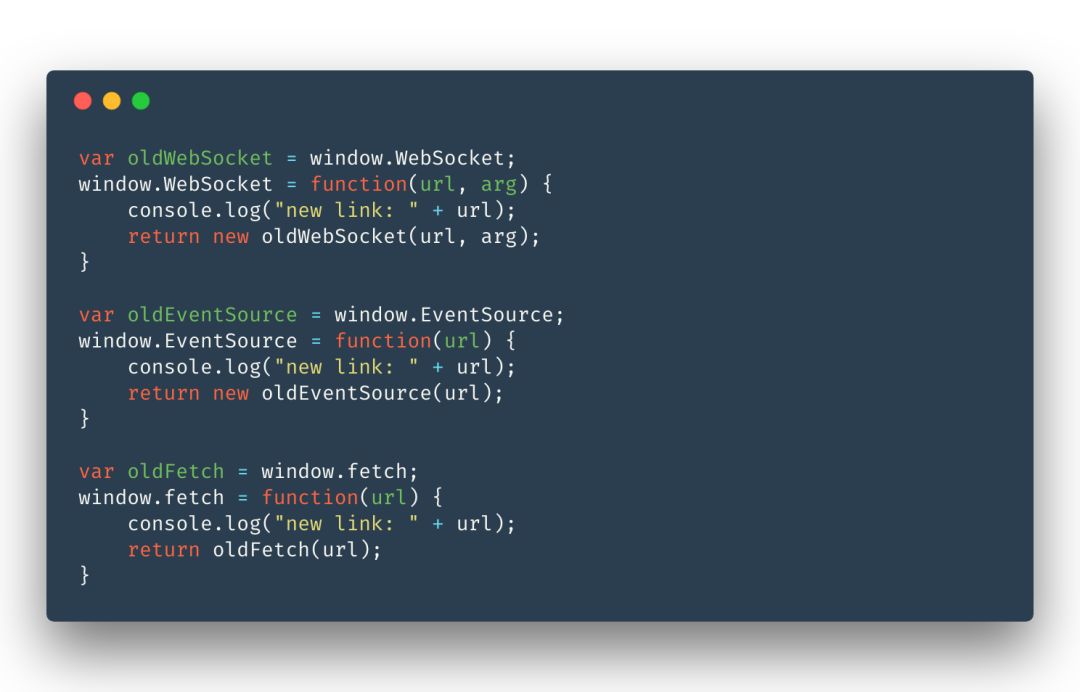 var oldWebSocket = window.WebSocket;
window.WebSocket = function(url, arg) {
    console.log("new link: " + url);
    return new oldWebSocket(url, arg);
}

var oldEventSource = window.EventSource;
window.EventSource = function(url) {
    console.log("new link: " + url);
    return new oldEventSource(url);
}

var oldFetch = window.fetch;
window.fetch = function(url) {
    console.log("new link: " + url);
    return oldFetch(url);
}